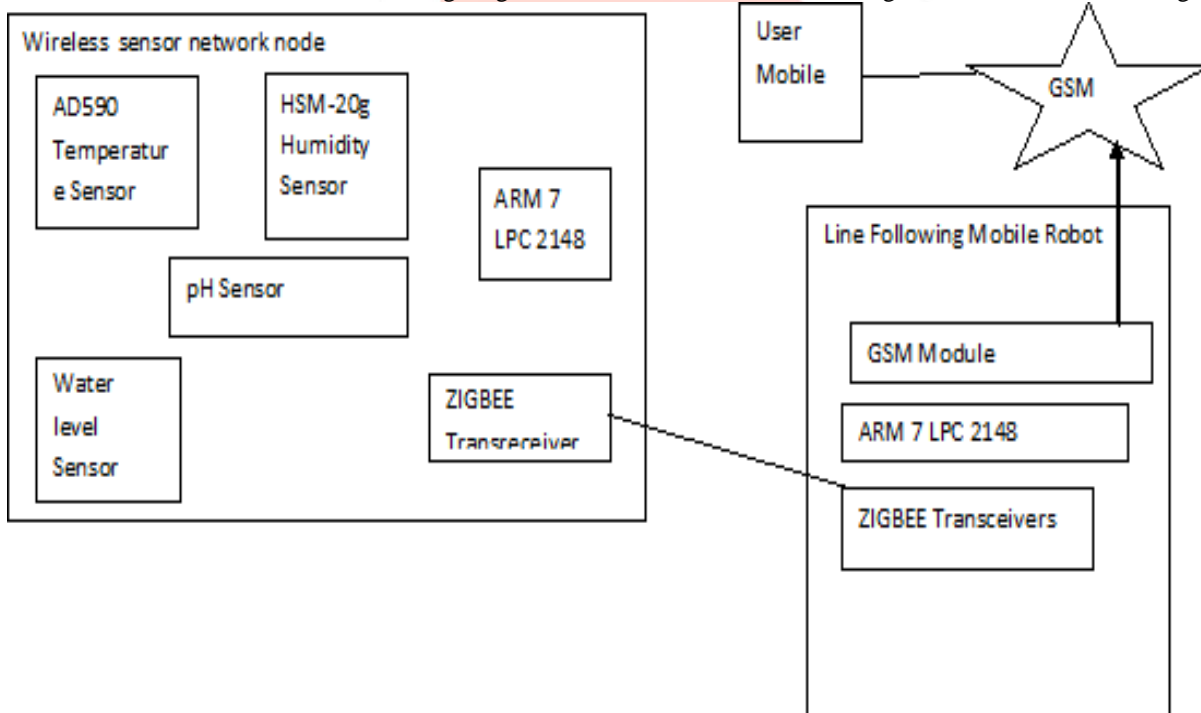 Wireless sensor network node
AD590
Temperatur
e Sensor
HSM-20g
Humidity
Sensor
ARM 7
LPC 2148
pH Sensor
Water
level
Sensor
ZIGBEE
Transreceiver
User
Mobile
GSM
Line Following Mobile Robot
GSM Module
ARM 7 LPC 2148
ZIGBEE Transceivers